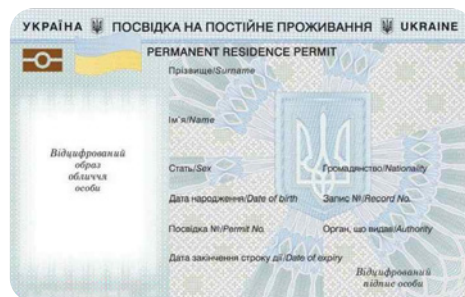 УКРАЇНА ПОСВІДКА НА ПОСТІЙНЕ ПРОЖИВАННЯ UKRAINE
PERMANENT RESIDENCE PERMIT
Прізвище/Surname
Ім'я/Name
Відцифрований
образ
обличчя
особи
Стать/Sex Громадянство/Nationality
Дата народження/Date of birth Запис №/Record No.
Посвідка №/Permit No. Орган, що видав/Authority
Дата закінчення строку дії/Date of expiry
Відцифрований
підпис особи